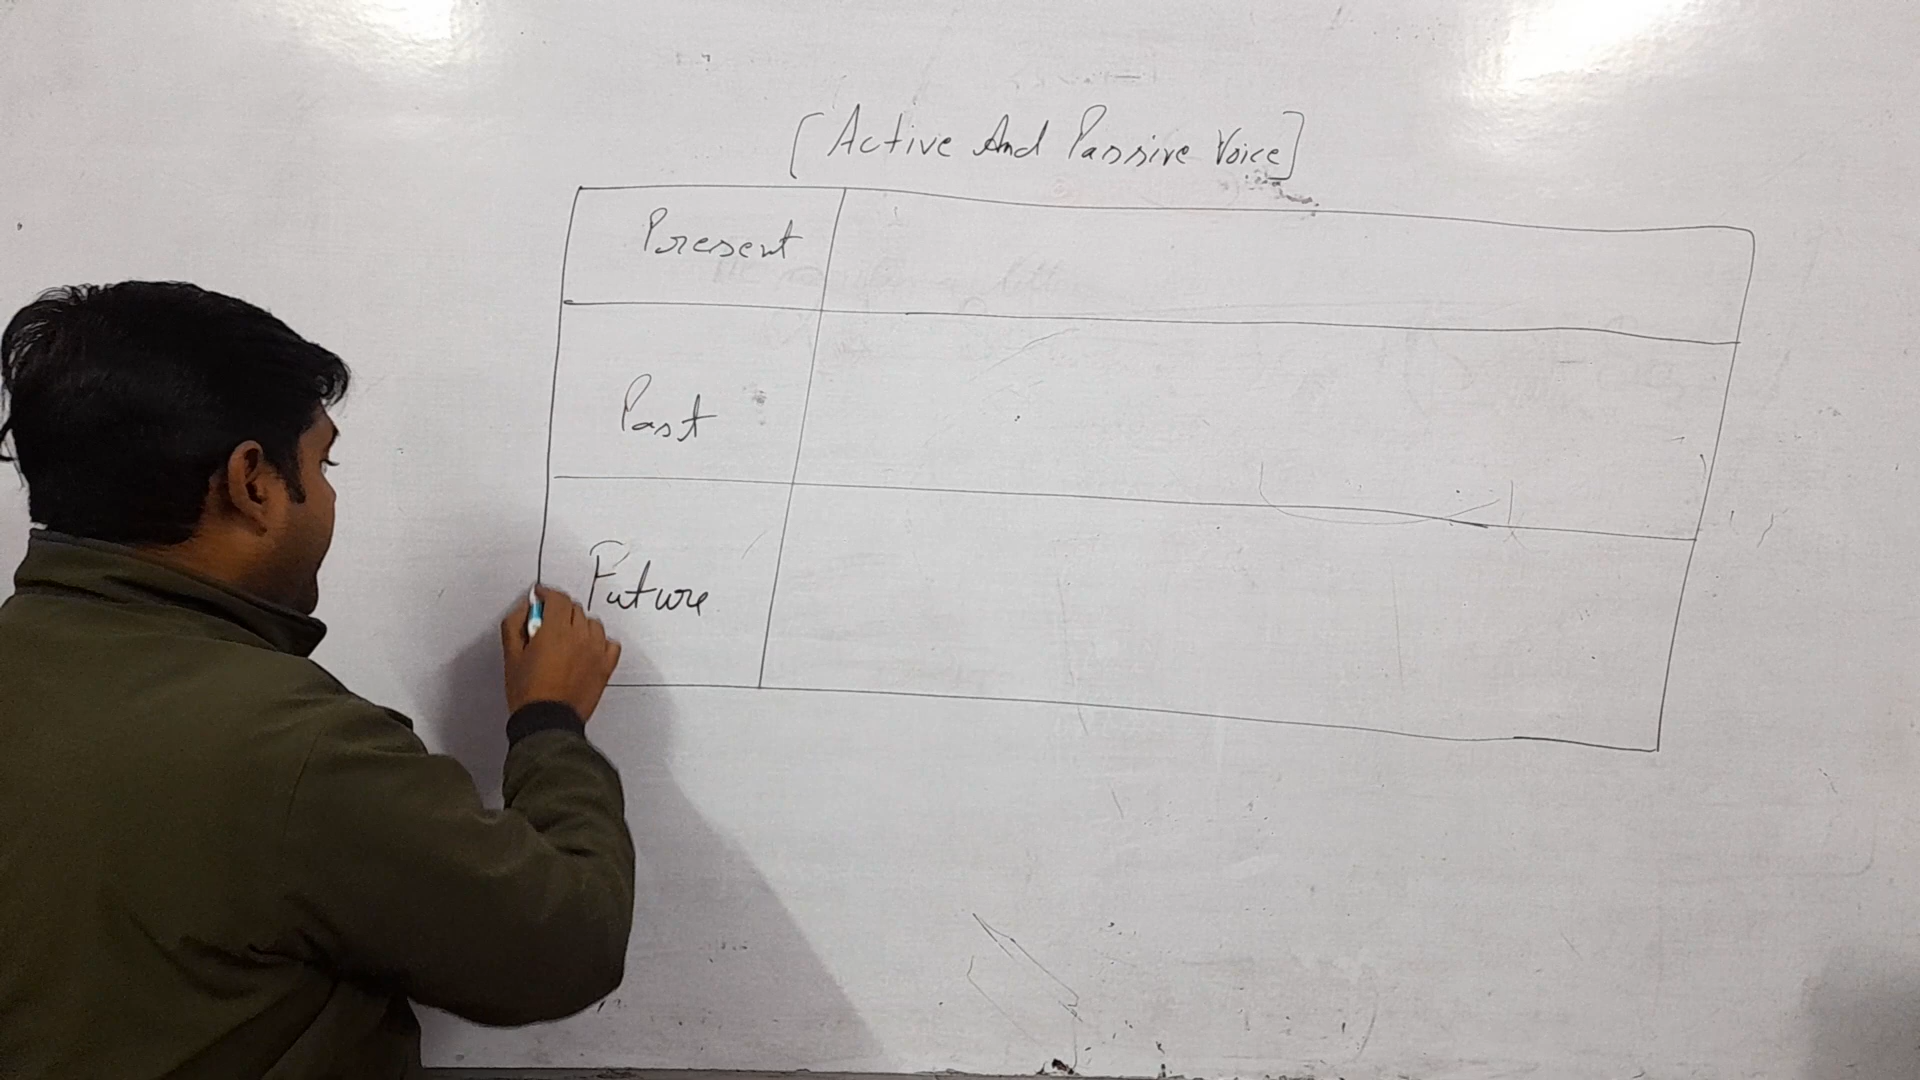 [Active And Passive Voice]
Present
Past
Future